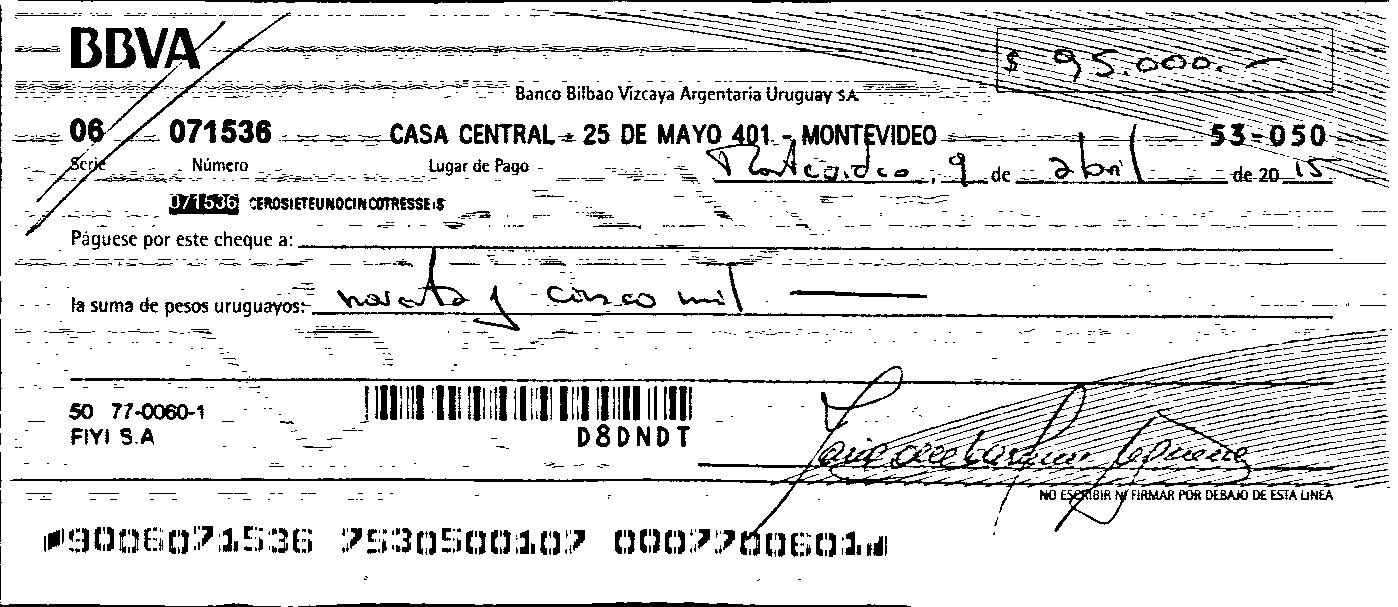 BBVA
$ 95.000.-
Banco Bilbao Vizcaya Argentaria Uruguay S.A.
06 071536 CASA CENTRAL - 25 DE MAYO 401 - MONTEVIDEO 53-050
Serie Número Lugar de Pago
Montevideo, 9 de abril de 20 15
071536 CEROSIETEUNOCINCOTRESSEIS
Páguese por este cheque a:
la suma de pesos uruguayos: noventa y cinco mil
50 77-0060-1
FIYI S.A
D8DNDT
NO ESCRIBIR NI FIRMAR POR DEBAJO DE ESTA LINEA
9006071536 7530500107 0007700601